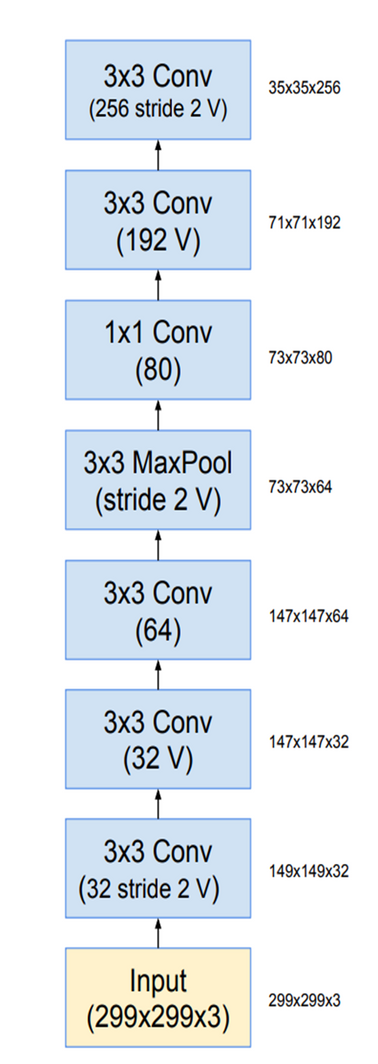 3x3 Conv
(256 stride 2 V)
35x35x256
3x3 Conv
(192 V)
71x71x192
1x1 Conv
(80)
73x73x80
3x3 MaxPool
(stride 2 V)
73x73x64
3x3 Conv
(64)
147x147x64
3x3 Conv
(32 V)
147x147x32
3x3 Conv
(32 stride 2 V)
149x149x32
Input
(299x299x3)
299x299x3